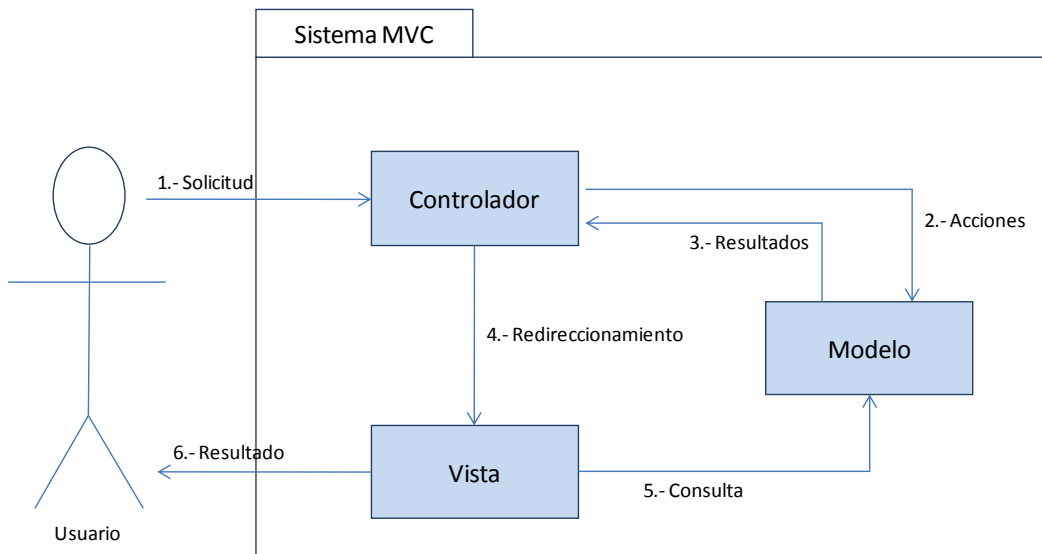 Sistema MVC
1.- Solicitud
Controlador
2.- Acciones
3.- Resultados
4.- Redireccionamiento
Modelo
6.- Resultado
Vista
5.- Consulta
Usuario